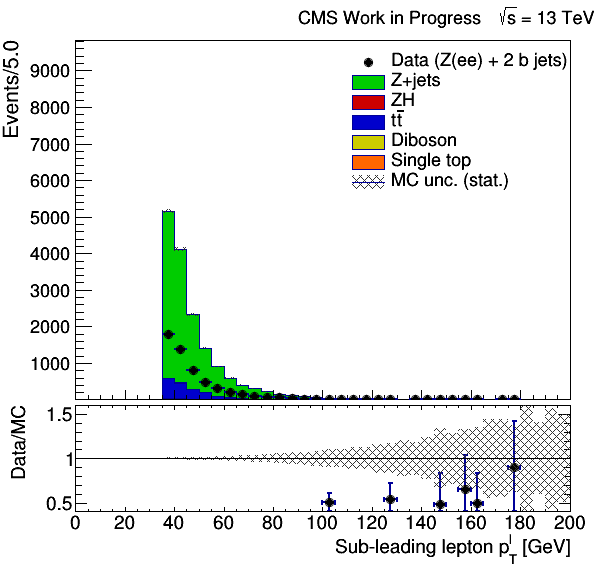 CMS Work in Progress √s = 13 TeV
Events/5.0
9000
8000
7000
6000
5000
4000
3000
2000
1000
Data (Z(ee) + 2 b jets)
Z+jets
ZH
tt̅
Diboson
Single top
MC unc. (stat.)
Data/MC
1.5
1
0.5
0 20 40 60 80 100 120 140 160 180 200
Sub-leading lepton p_T^l [GeV]